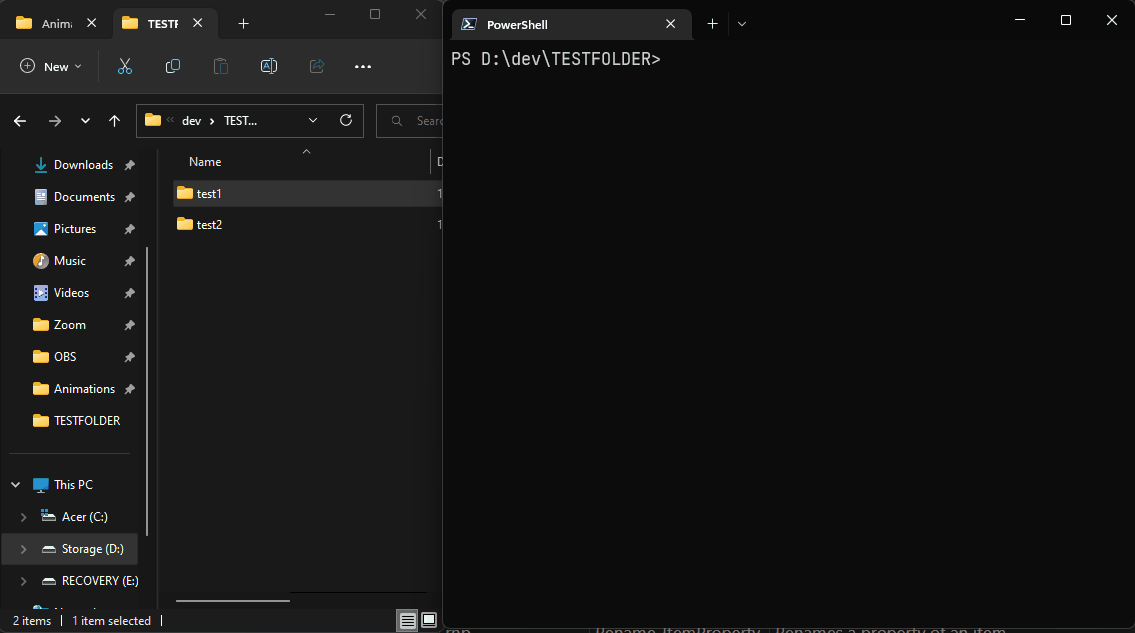 Anima
TESTF
New
dev > TEST...
Searc
Downloads
Documents
Pictures
Music
Videos
Zoom
OBS
Animations
TESTFOLDER
This PC
Acer (C:)
Storage (D:)
RECOVERY (E:)
Name
D
test1
1
test2
1
2 items
1 item selected
PowerShell
PS D:\dev\TESTFOLDER>
Rename-ItemProperty
Renames a property of an item